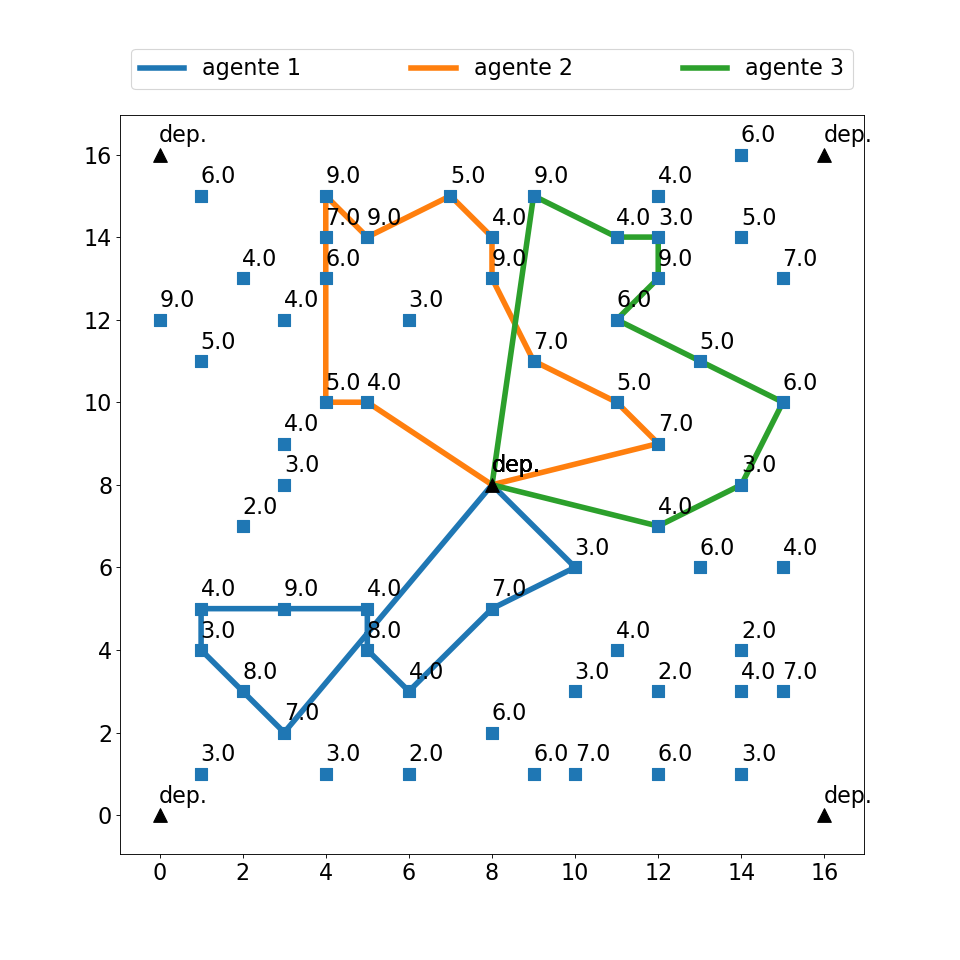 agente 1 agente 2 agente 3
dep. 6.0 dep.
16
6.0 9.0 5.0 9.0 4.0
7.0 9.0 4.0 4.0 3.0 5.0
14
4.0 6.0 9.0 9.0 7.0
9.0 4.0 3.0 6.0
12
5.0 7.0 5.0
5.0 4.0 5.0 6.0
10
4.0 7.0
3.0 dep. 3.0
8
2.0 4.0
3.0 6.0 4.0
6
4.0 9.0 4.0 7.0
3.0 8.0 4.0 2.0
4
8.0 4.0 3.0 2.0 4.0 7.0
7.0 6.0
2
3.0 3.0 2.0 6.0 7.0 6.0 3.0
dep. dep.
0
0 2 4 6 8 10 12 14 16